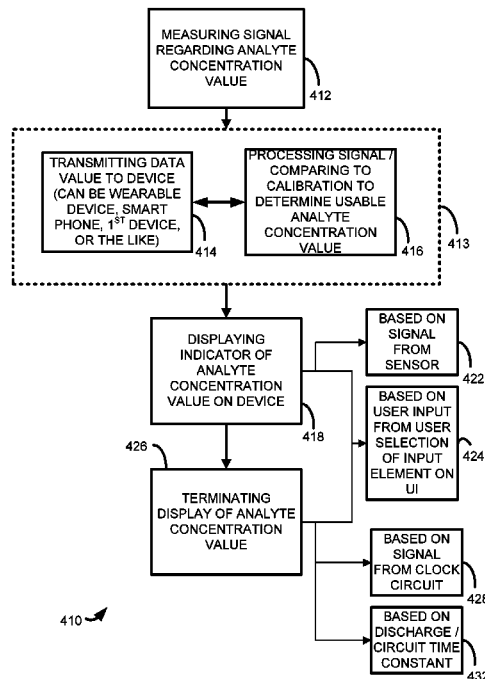 MEASURING SIGNAL
REGARDING ANALYTE
CONCENTRATION
VALUE
412
TRANSMITTING DATA
VALUE TO DEVICE
(CAN BE WEARABLE
DEVICE, SMART
PHONE, 1ST DEVICE,
OR THE LIKE)
414
PROCESSING SIGNAL /
COMPARING TO
CALIBRATION TO
DETERMINE USABLE
ANALYTE
CONCENTRATION
VALUE
416
413
DISPLAYING
INDICATOR OF
ANALYTE
CONCENTRATION
VALUE ON DEVICE
418
BASED ON
SIGNAL
FROM
SENSOR
422
BASED ON
USER INPUT
FROM USER
SELECTION
OF INPUT
ELEMENT ON
UI
424
426
TERMINATING
DISPLAY OF ANALYTE
CONCENTRATION
VALUE
BASED ON
SIGNAL
FROM CLOCK
CIRCUIT
428
BASED ON
DISCHARGE /
CIRCUIT TIME
CONSTANT
432
410